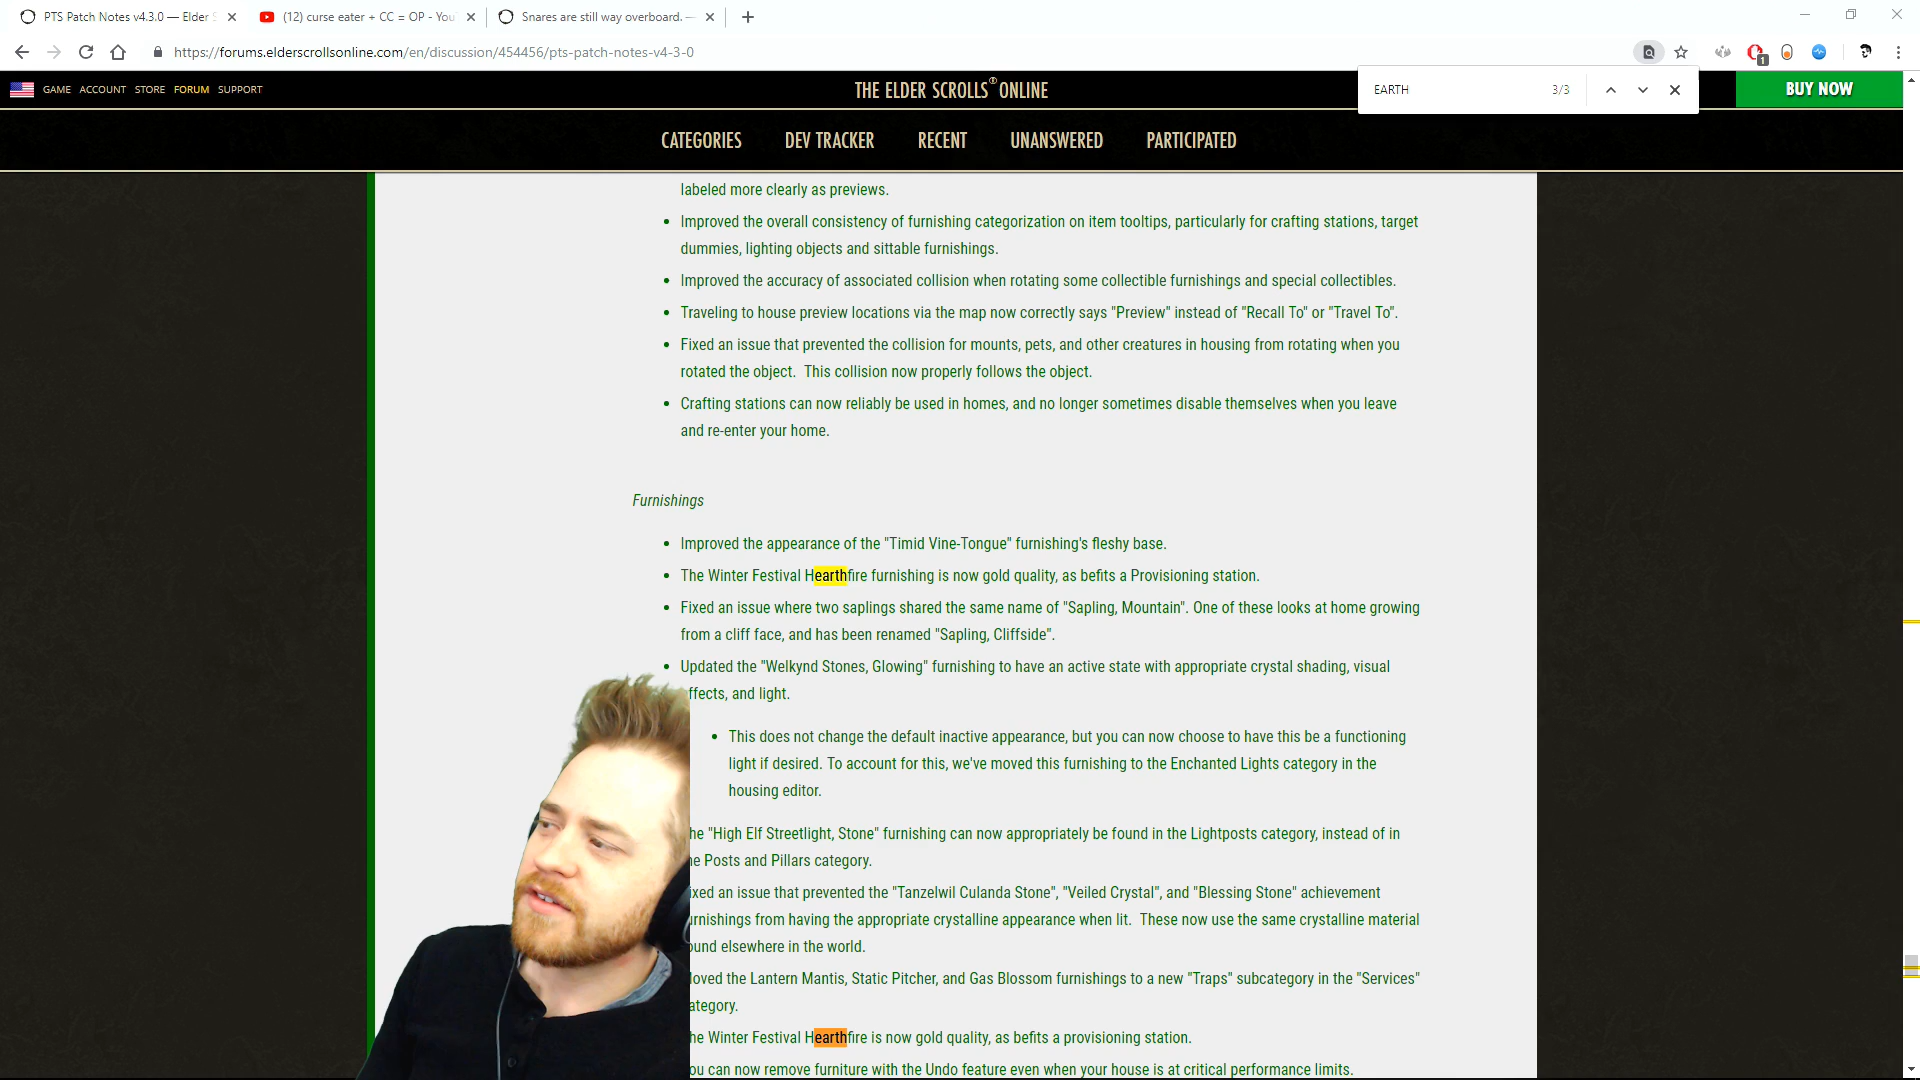 PTS Patch Notes v4.3.0 — Elder S
(12) curse eater + CC = OP - You
Snares are still way overboard. —
https://forums.elderscrollsonline.com/en/discussion/454456/pts-patch-notes-v4-3-0
1
EARTH 3/3
GAME ACCOUNT STORE FORUM SUPPORT
THE ELDER SCROLLS ONLINE
BUY NOW
CATEGORIES DEV TRACKER RECENT UNANSWERED PARTICIPATED
labeled more clearly as previews.
• Improved the overall consistency of furnishing categorization on item tooltips, particularly for crafting stations, target
dummies, lighting objects and sittable furnishings.
• Improved the accuracy of associated collision when rotating some collectible furnishings and special collectibles.
• Traveling to house preview locations via the map now correctly says "Preview" instead of "Recall To" or "Travel To".
• Fixed an issue that prevented the collision for mounts, pets, and other creatures in housing from rotating when you
rotated the object.  This collision now properly follows the object.
• Crafting stations can now reliably be used in homes, and no longer sometimes disable themselves when you leave
and re-enter your home.
Furnishings
• Improved the appearance of the "Timid Vine-Tongue" furnishing's fleshy base.
• The Winter Festival Hearthfire furnishing is now gold quality, as befits a Provisioning station.
• Fixed an issue where two saplings shared the same name of "Sapling, Mountain". One of these looks at home growing
from a cliff face, and has been renamed "Sapling, Cliffside".
• Updated the "Welkynd Stones, Glowing" furnishing to have an active state with appropriate crystal shading, visual
ffects, and light.
• This does not change the default inactive appearance, but you can now choose to have this be a functioning
light if desired. To account for this, we've moved this furnishing to the Enchanted Lights category in the
housing editor.
he "High Elf Streetlight, Stone" furnishing can now appropriately be found in the Lightposts category, instead of in
he Posts and Pillars category.
ixed an issue that prevented the "Tanzelwil Culanda Stone", "Veiled Crystal", and "Blessing Stone" achievement
urnishings from having the appropriate crystalline appearance when lit.  These now use the same crystalline material
ound elsewhere in the world.
oved the Lantern Mantis, Static Pitcher, and Gas Blossom furnishings to a new "Traps" subcategory in the "Services"
ategory.
he Winter Festival Hearthfire is now gold quality, as befits a provisioning station.
ou can now remove furniture with the Undo feature even when your house is at critical performance limits.